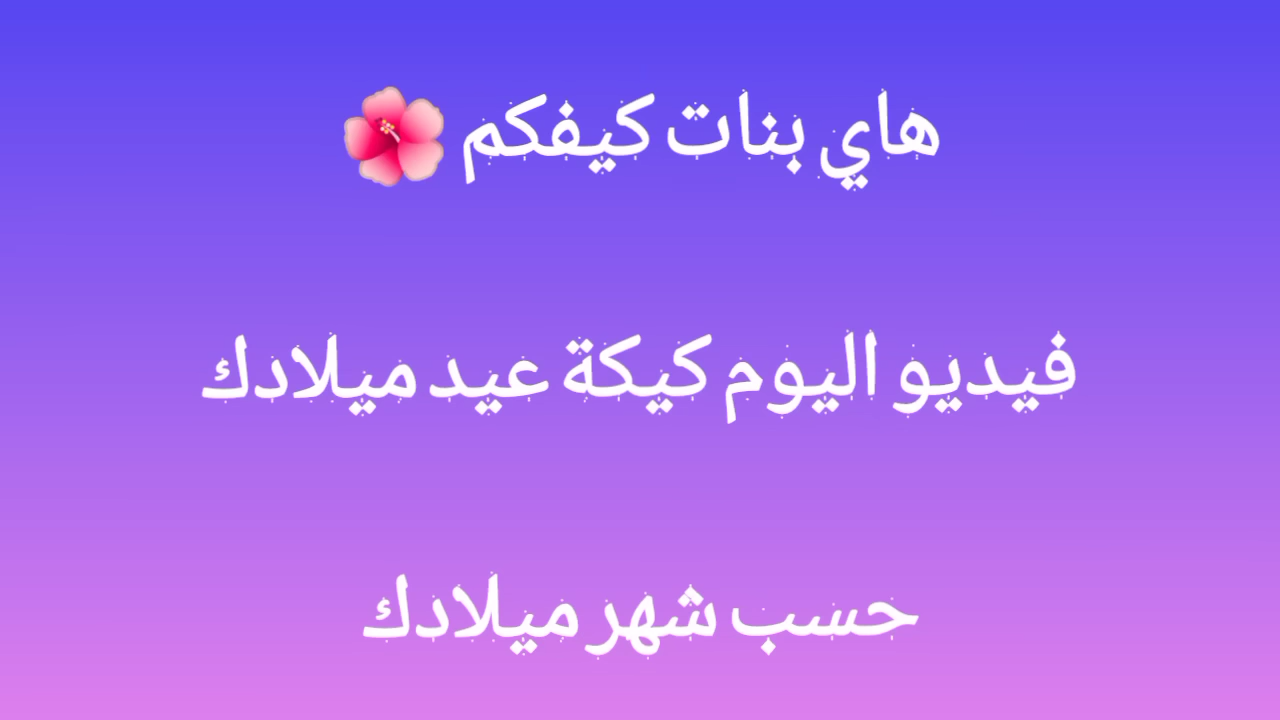 هاي بنات كيفكم 🌺
فيديو اليوم كيكة عيد ميلادك
حسب شهر ميلادك